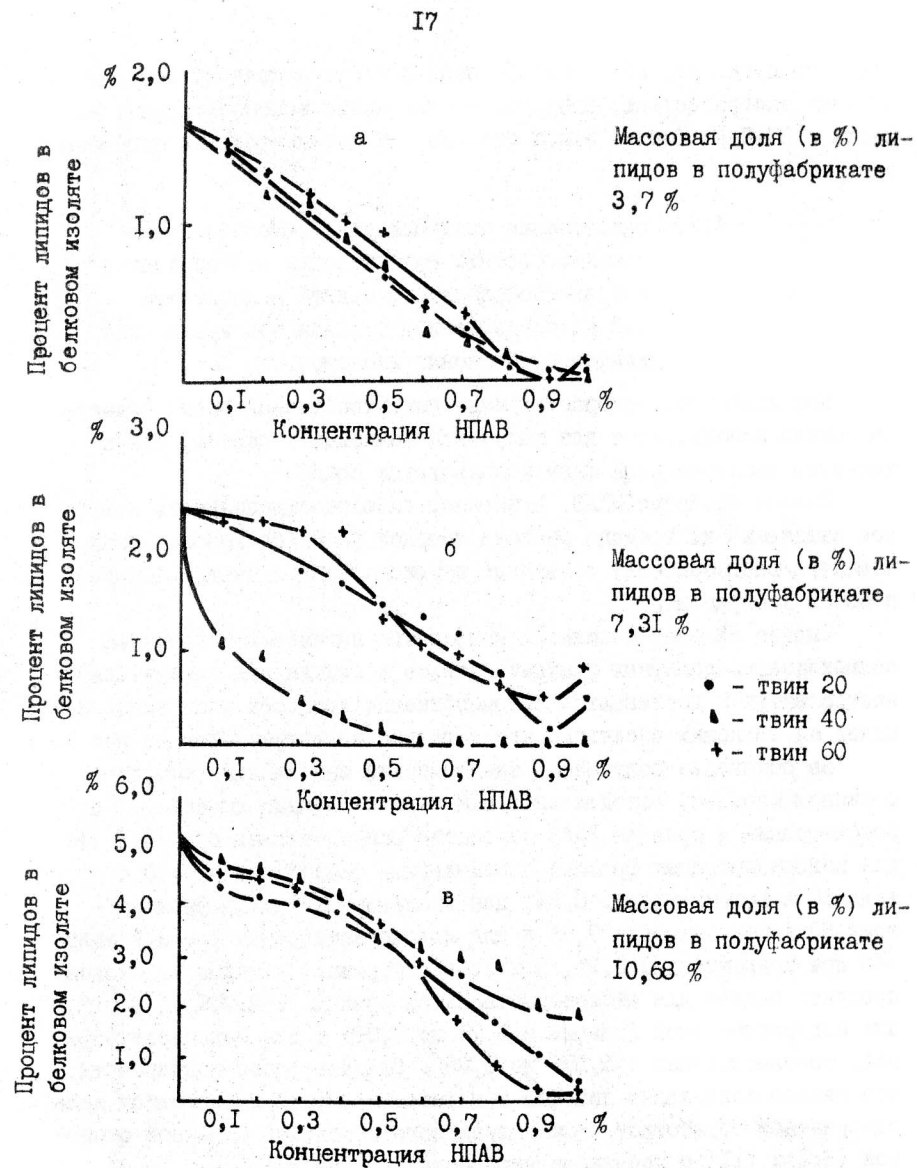 I7
% 2,0
а
Массовая доля (в %) ли-
пидов в полуфабрикате
3,7 %
Процент липидов в
белковом изоляте
I,0
0,I 0,3 0,5 0,7 0,9 %
Концентрация НПАВ
% 3,0
б
Массовая доля (в %) ли-
пидов в полуфабрикате
7,3I %
Процент липидов в
белковом изоляте
2,0
I,0
• – твин 20
▲ – твин 40
+ – твин 60
0,I 0,3 0,5 0,7 0,9 %
Концентрация НПАВ
% 6,0
в
Массовая доля (в %) ли-
пидов в полуфабрикате
I0,68 %
Процент липидов в
белковом изоляте
5,0
4,0
3,0
2,0
I,0
0,I 0,3 0,5 0,7 0,9 %
Концентрация НПАВ